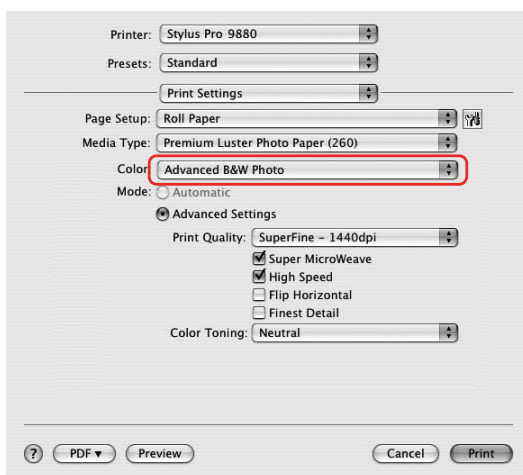 Printer: Stylus Pro 9880
Presets: Standard
Print Settings
Page Setup: Roll Paper
Media Type: Premium Luster Photo Paper (260)
Color: Advanced B&W Photo
Mode: Automatic
Advanced Settings
Print Quality: SuperFine – 1440dpi
Super MicroWeave
High Speed
Flip Horizontal
Finest Detail
Color Toning: Neutral
? PDF▼ Preview Cancel Print